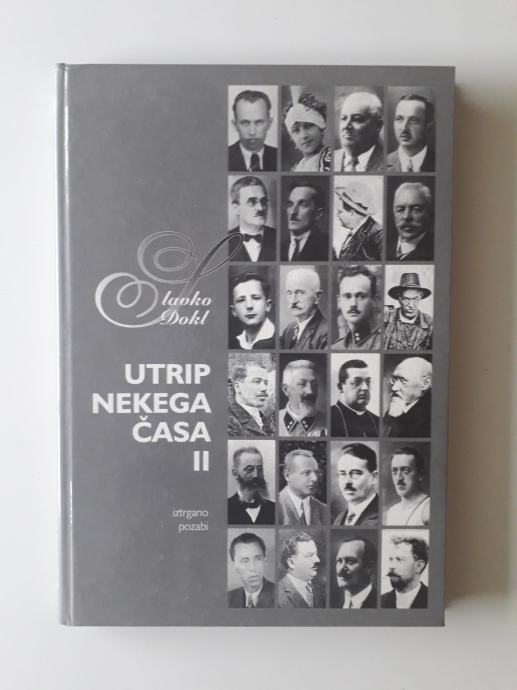 Slavko
Dokl
UTRIP
NEKEGA
ČASA
II
iztrgano
pozabi